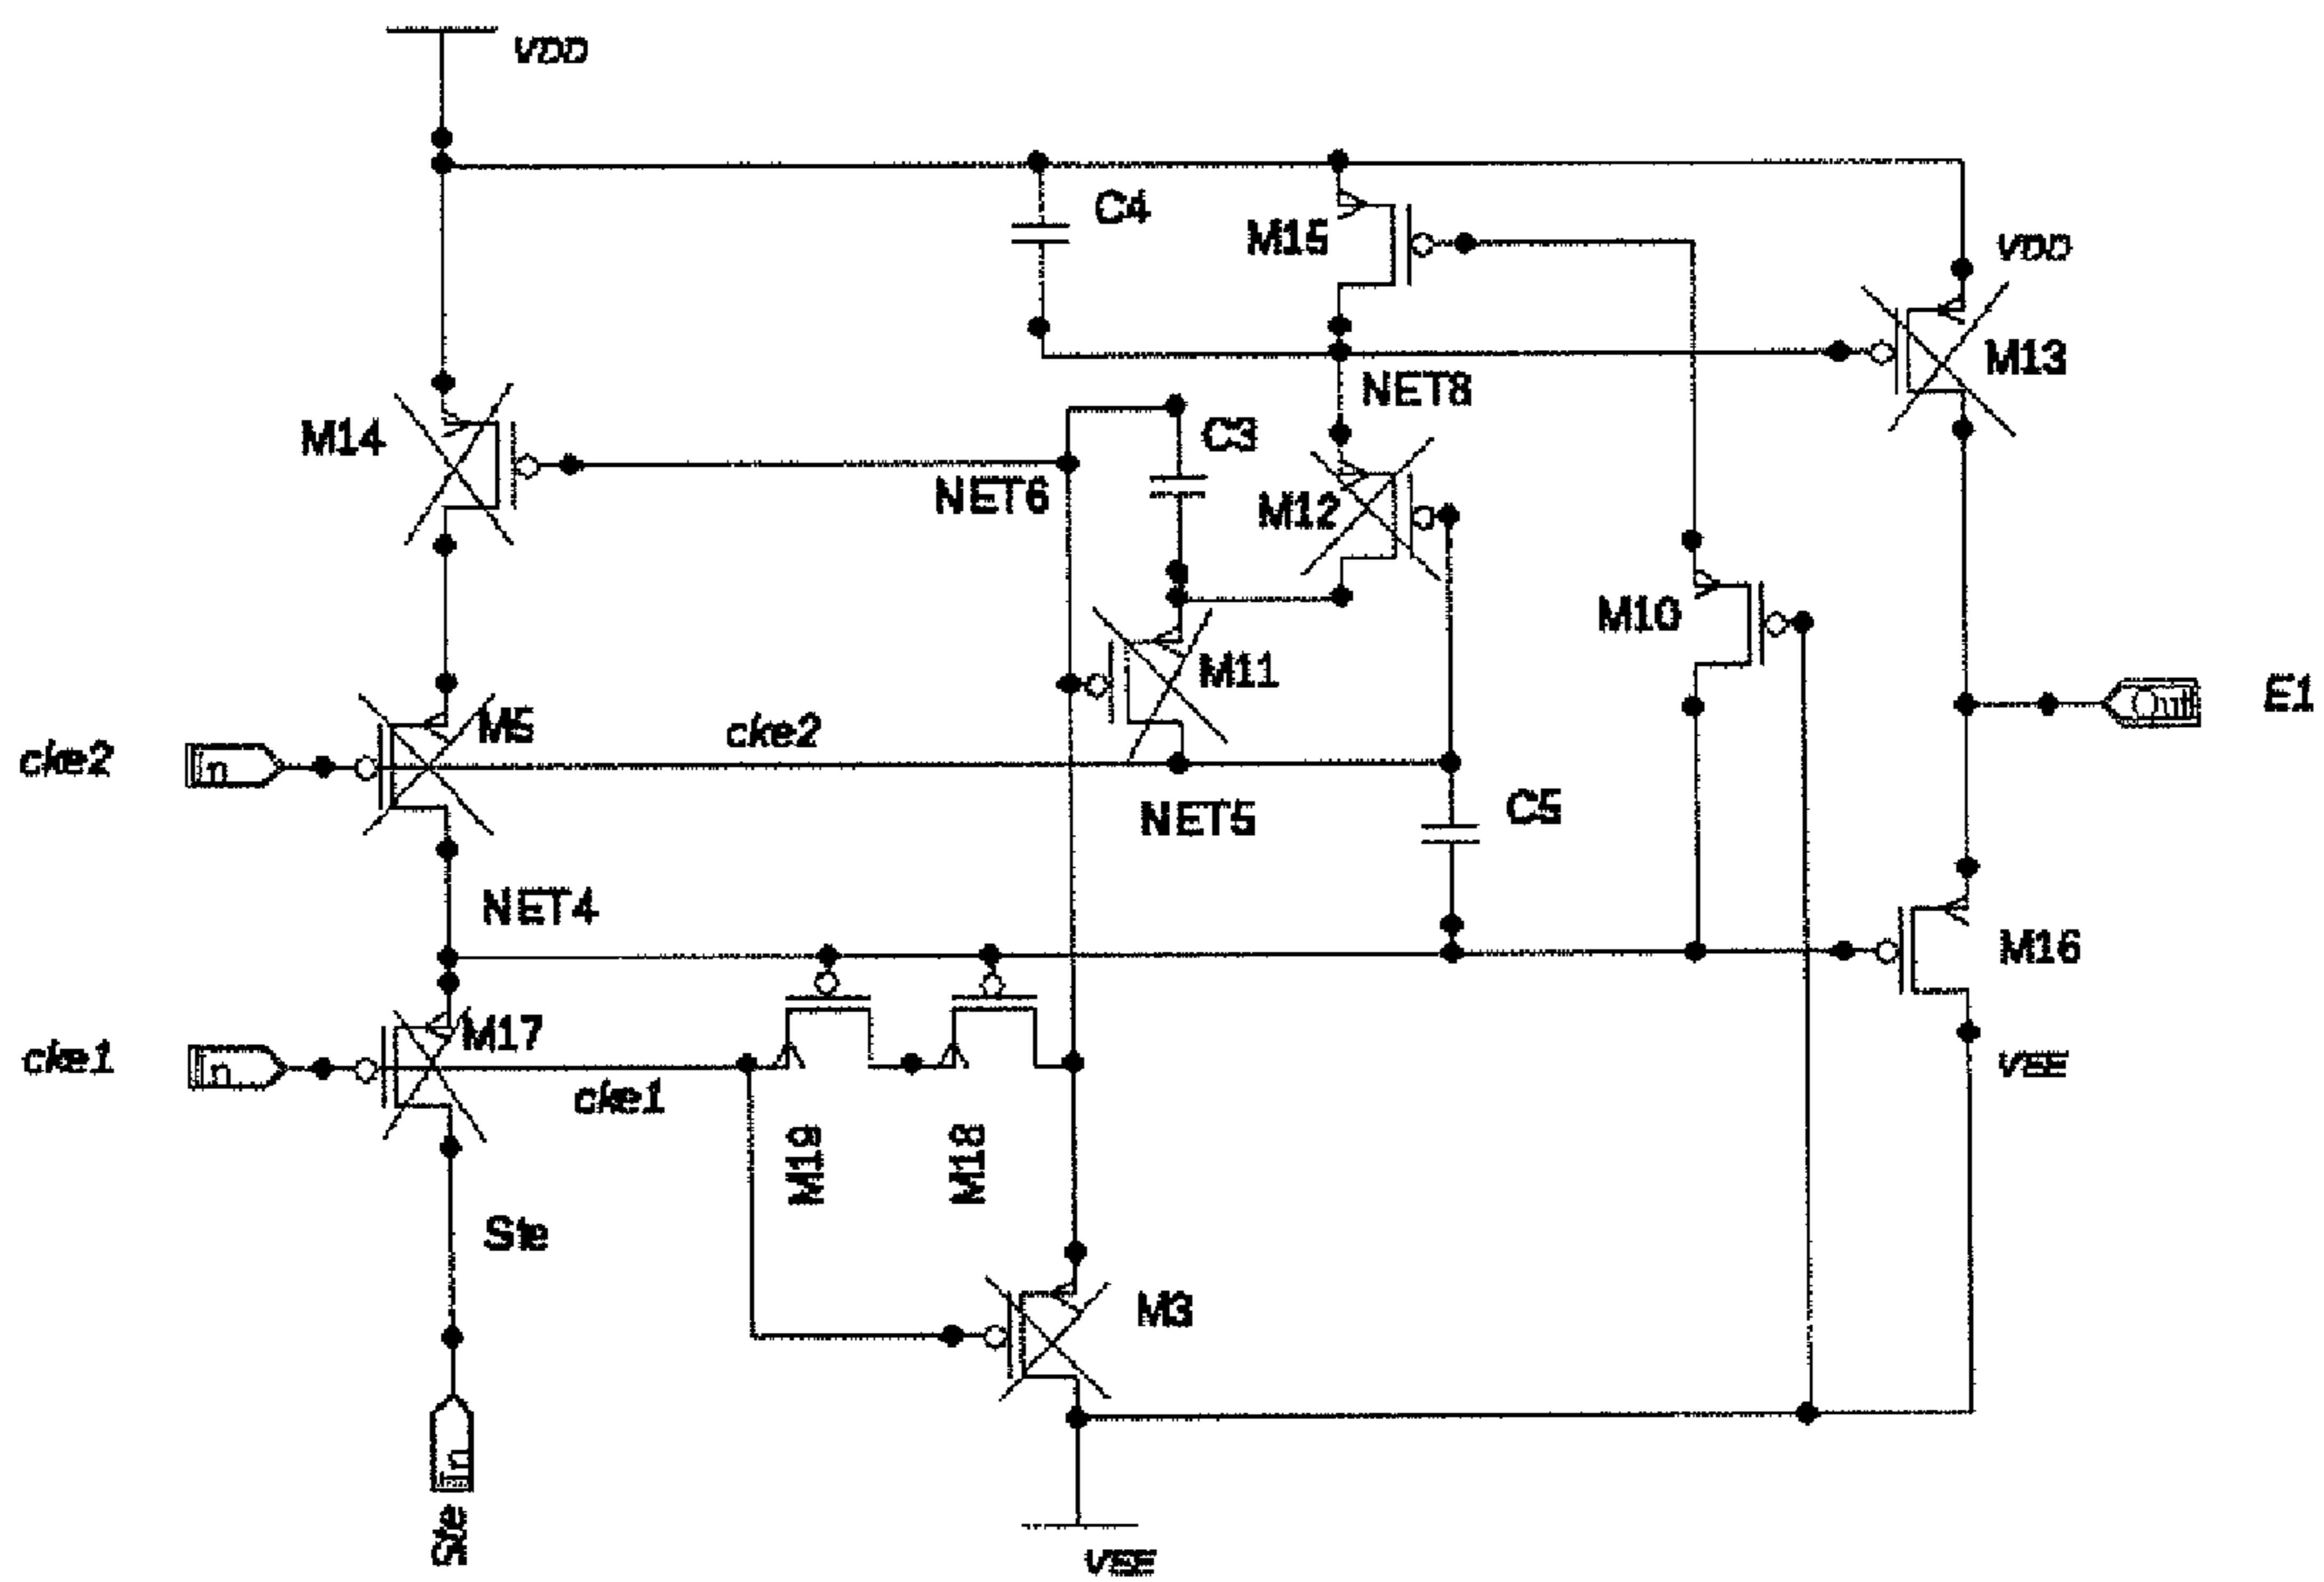 VDD
C4
M15
VDD
M13
NET8
M14
C3
NET6
M12
M10
M11
E1
Out
M5
cke2
cke2
In
NET5
C5
NET4
M16
M17
cke1
In
cke1
VEE
M19
M18
Ste
M3
In
Ste
VEE